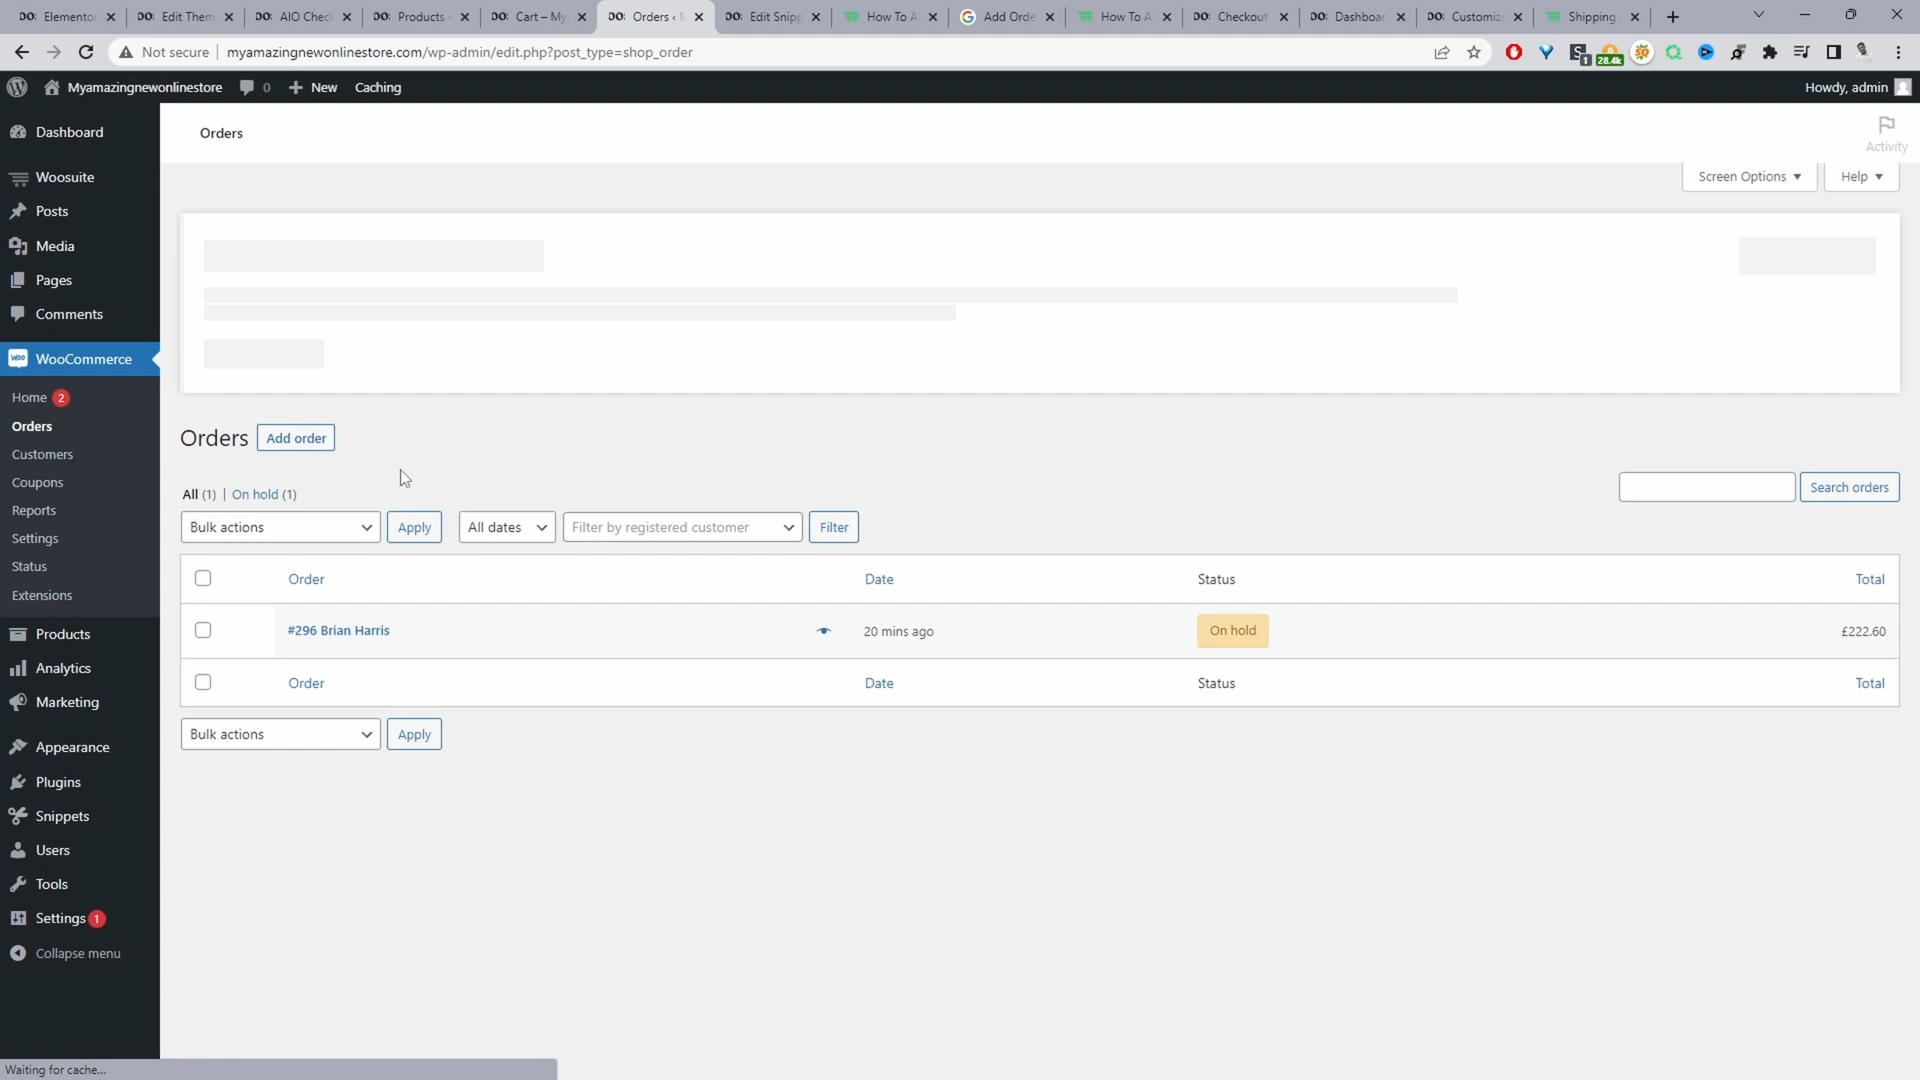 Elementor
Edit Them
AIO Chec
Products -
Cart – My
Orders ‹ M
Edit Snipp
How To A
Add Orde
How To A
Checkout
Dashboar
Customiz
Shipping
Not secure
myamazingnewonlinestore.com/wp-admin/edit.php?post_type=shop_order
1
28.4k
Myamazingnewonlinestore
0
New
Caching
Howdy, admin
Dashboard
Woosuite
Posts
Media
Pages
Comments
WooCommerce
Home 2
Orders
Customers
Coupons
Reports
Settings
Status
Extensions
Products
Analytics
Marketing
Appearance
Plugins
Snippets
Users
Tools
Settings 1
Collapse menu
Orders
Activity
Screen Options
Help
Orders
Add order
All (1) | On hold (1)
Search orders
Bulk actions
Apply
All dates
Filter by registered customer
Filter
Order
Date
Status
Total
#296 Brian Harris
20 mins ago
On hold
£222.60
Order
Date
Status
Total
Bulk actions
Apply
Waiting for cache...